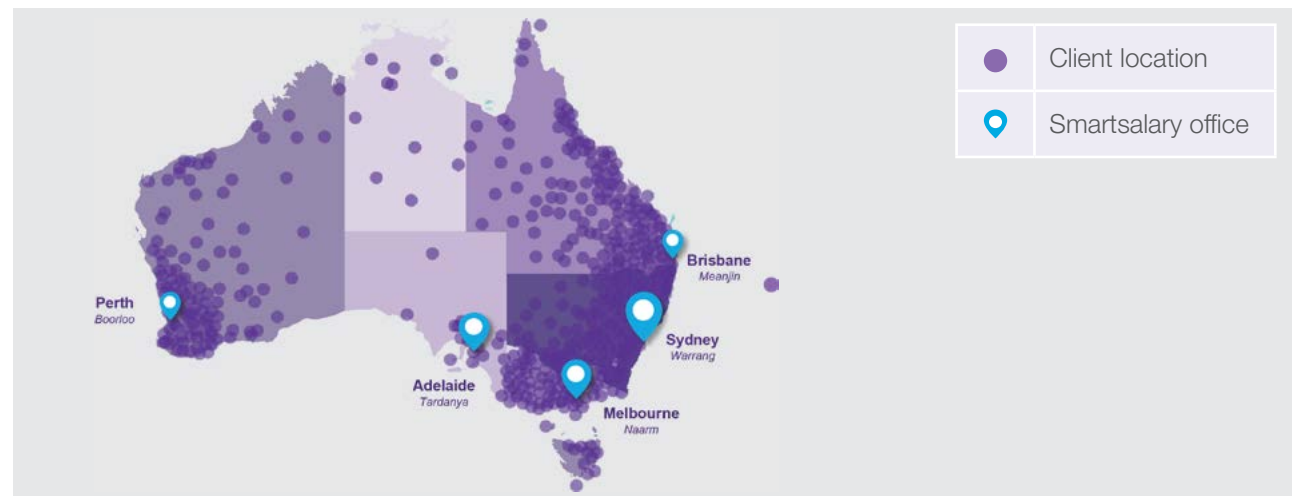 Client location
Smartsalary office
Brisbane
Meanjin
Perth
Boorloo
Sydney
Warrang
Adelaide
Tardanya
Melbourne
Naarm